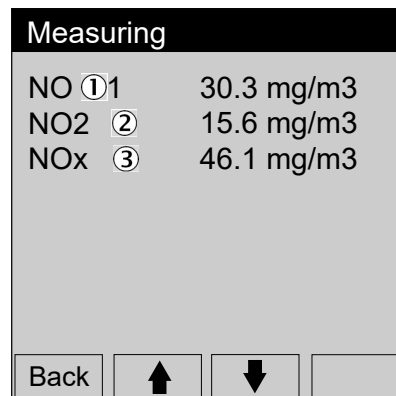 Measuring
NO ①1 30.3 mg/m3
NO2 ② 15.6 mg/m3
NOx ③ 46.1 mg/m3
Back